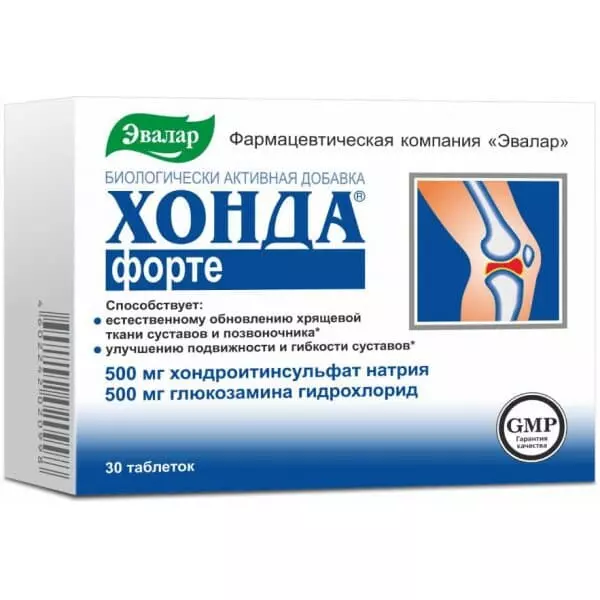 Эвалар
Фармацевтическая компания «Эвалар»
БИОЛОГИЧЕСКИ АКТИВНАЯ ДОБАВКА
ХОНДА®
форте
Способствует:
• естественному обновлению хрящевой
ткани суставов и позвоночника*
• улучшению подвижности и гибкости суставов*
500 мг хондроитинсульфат натрия
500 мг глюкозамина гидрохлорид
GMP
Гарантия
качества
30 таблеток